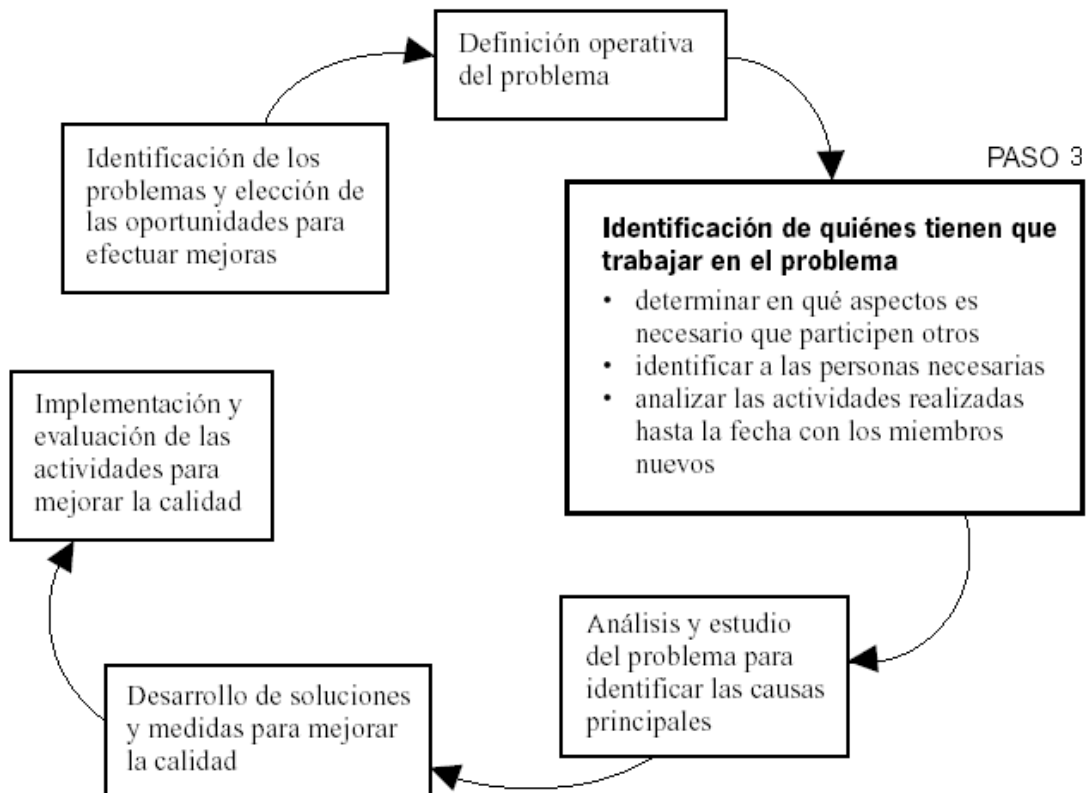 Definición operativa
del problema
Identificación de los
problemas y elección de
las oportunidades para
efectuar mejoras
PASO 3
Identificación de quiénes tienen que
trabajar en el problema
• determinar en qué aspectos es
necesario que participen otros
• identificar a las personas necesarias
• analizar las actividades realizadas
hasta la fecha con los miembros
nuevos
Análisis y estudio
del problema para
identificar las causas
principales
Desarrollo de soluciones
y medidas para mejorar
la calidad
Implementación y
evaluación de las
actividades para
mejorar la calidad